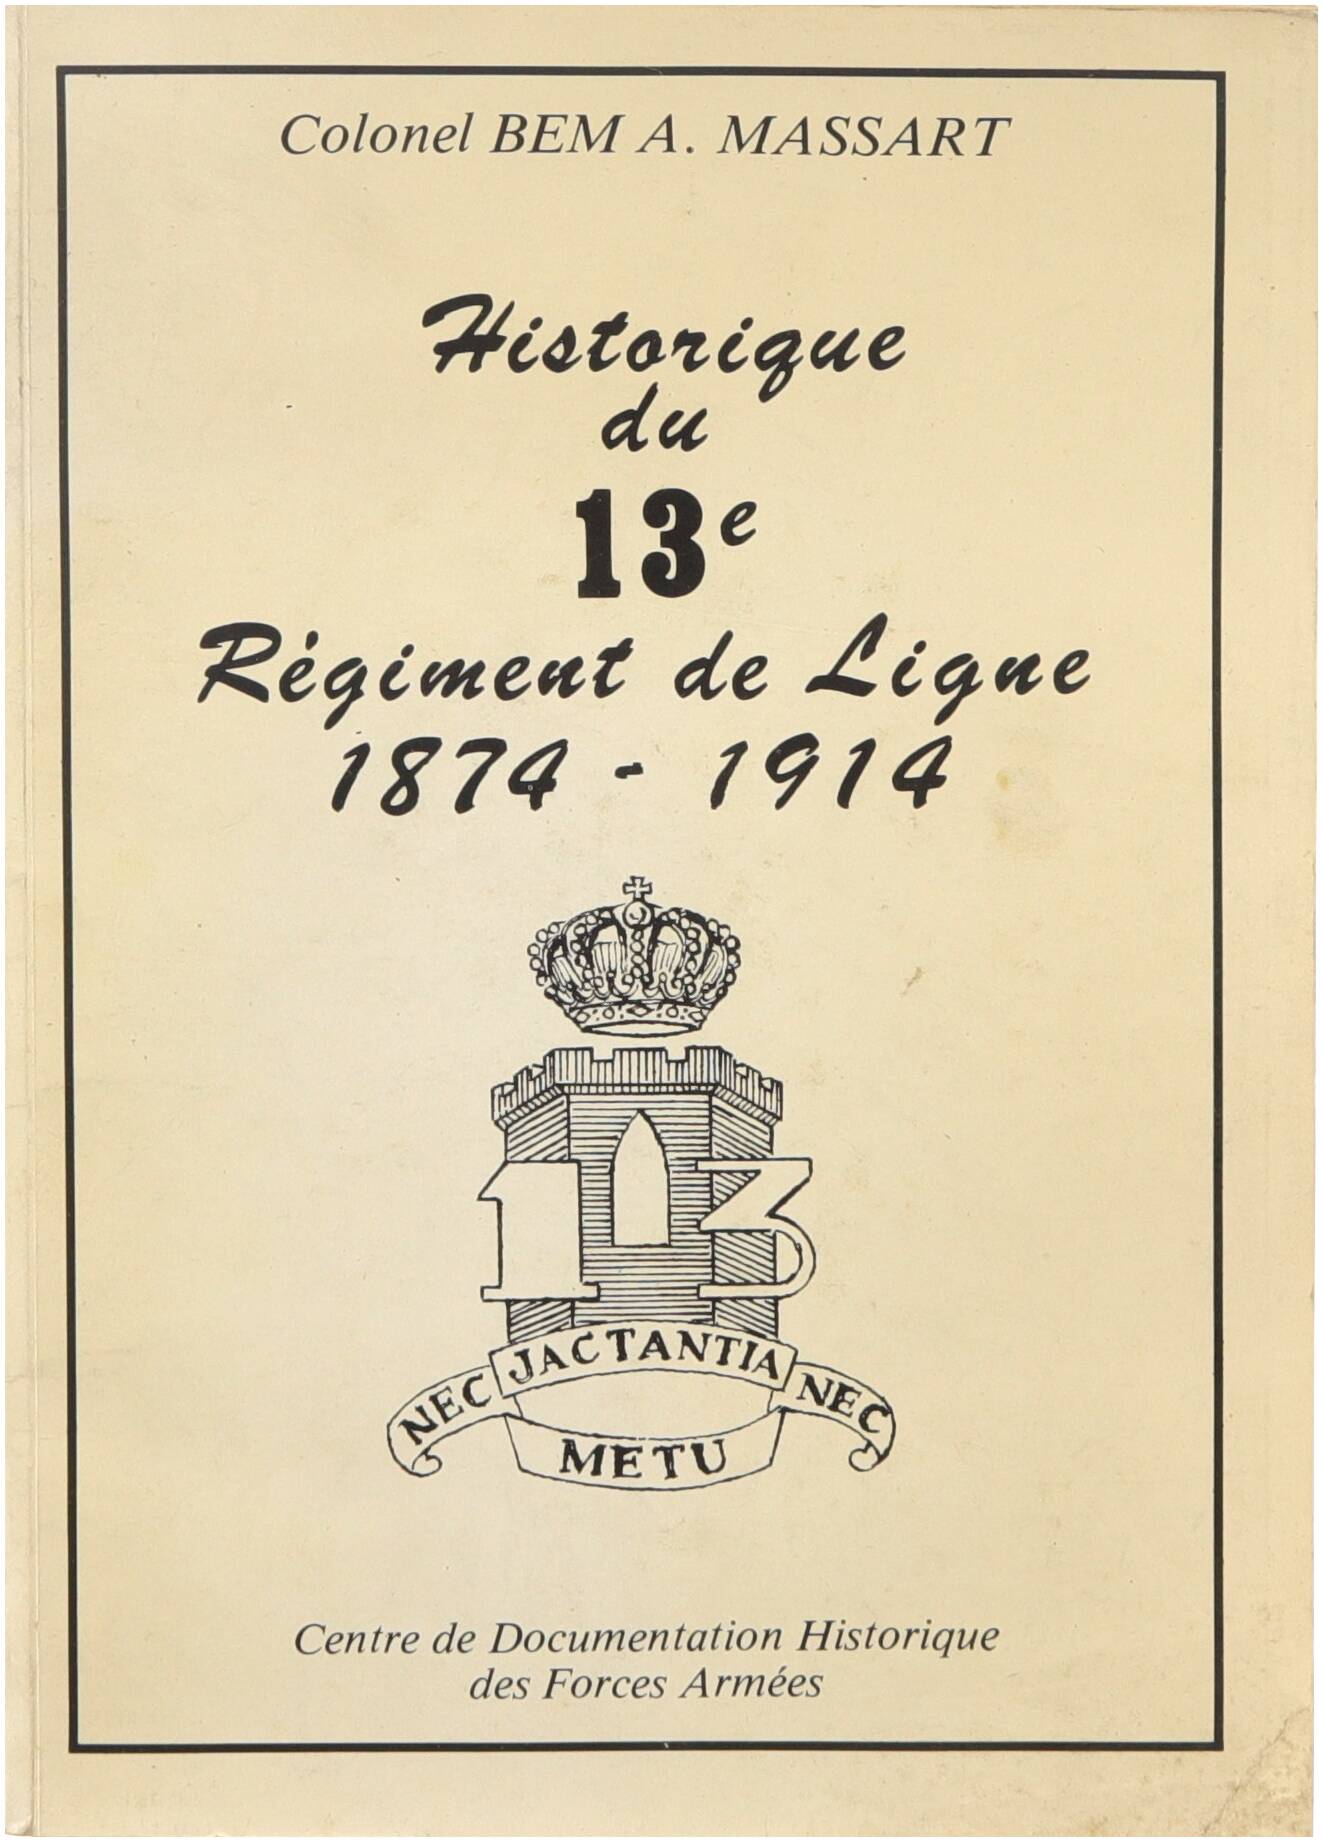 Colonel BEM A. MASSART
Historique
du
13e
Régiment de Ligne
1874 - 1914
13
NEC JACTANTIA NEC
METU
Centre de Documentation Historique
des Forces Armées